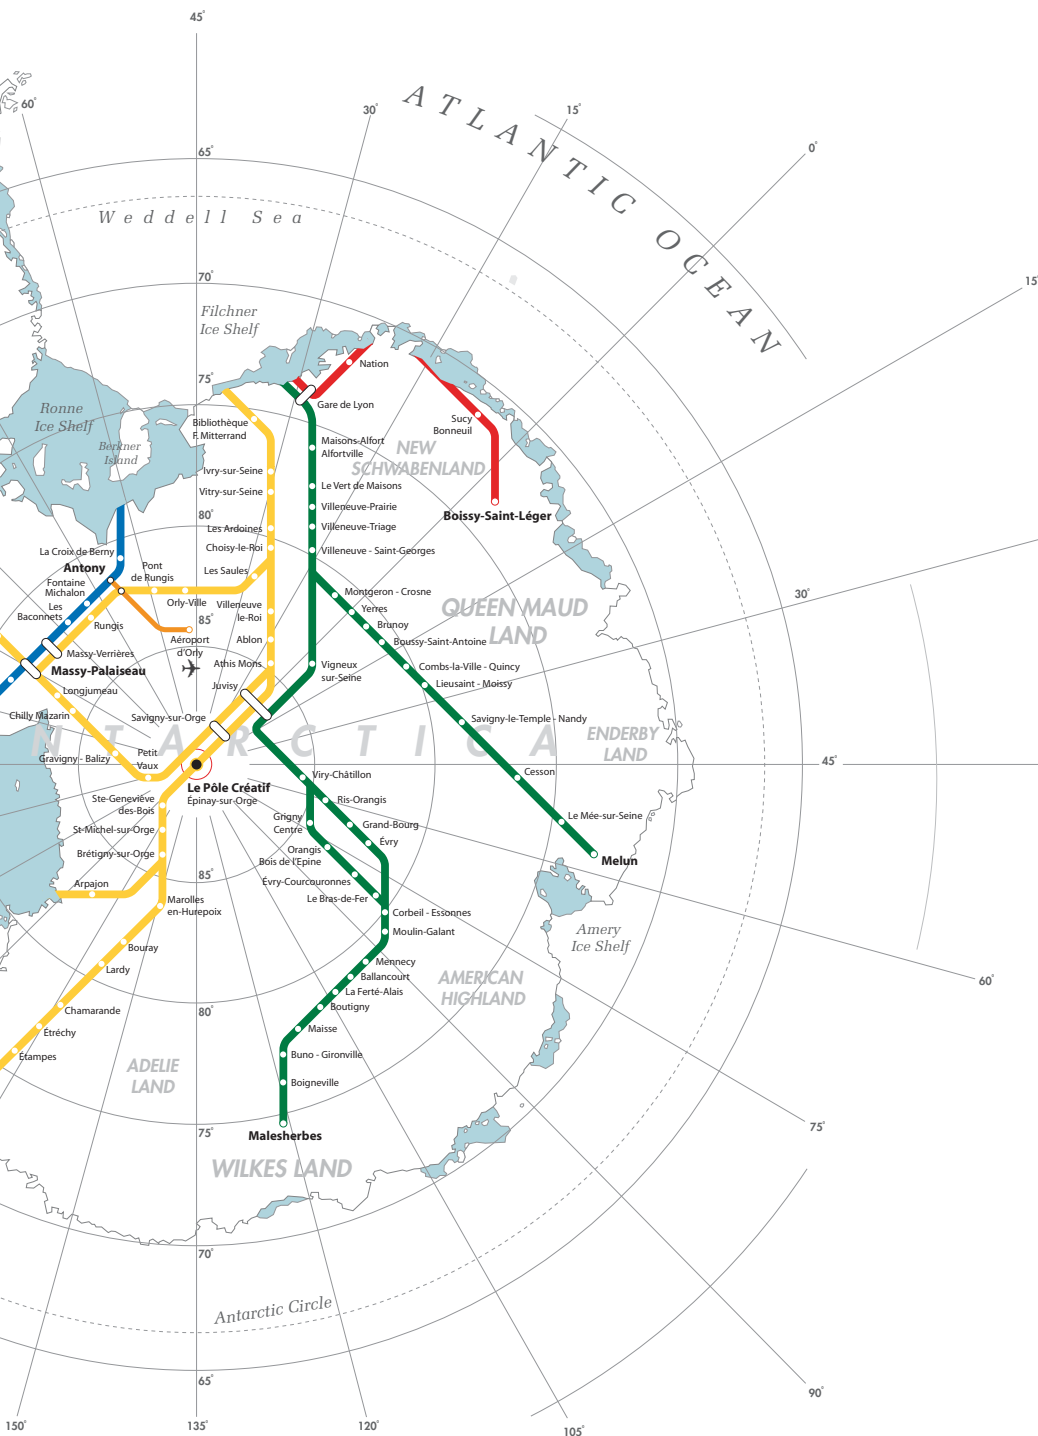 45°
60°
30°
15°
0°
15°
ATLANTIC OCEAN
65°
Weddell Sea
70°
Filchner
Ice Shelf
75°
Nation
Gare de Lyon
Ronne
Ice Shelf
Berkner
Island
Bibliothèque
F. Mitterrand
Sucy
Bonneuil
Maisons-Alfort
Alfortville
NEW
SCHWABENLAND
Ivry-sur-Seine
Vitry-sur-Seine
Le Vert de Maisons
Villeneuve-Prairie
Boissy-Saint-Léger
80°
Les Ardoines
Villeneuve-Triage
Choisy-le-Roi
Villeneuve - Saint-Georges
La Croix de Berny
Antony
Pont
de Rungis
Les Saules
Fontaine
Michalon
Orly-Ville
Montgeron - Crosne
30°
Les
Baconnets
Rungis
85°
Villeneuve
le-Roi
Yerres
Brunoy
QUEEN MAUD
LAND
Aéroport
d'Orly
Ablon
Boussy-Saint-Antoine
Massy-Verrières
Massy-Palaiseau
Athis Mons
Vigneux
sur-Seine
Combs-la-Ville - Quincy
Juvisy
Lieusaint - Moissy
Longjumeau
Chilly Mazarin
Savigny-sur-Orge
Savigny-le-Temple - Nandy
NTARCTICA
ENDERBY
LAND
Gravigny - Balizy
Petit
Vaux
45°
Cesson
Viry-Châtillon
Le Pôle Créatif
Épinay-sur-Orge
Ste-Geneviève
des-Bois
Ris-Orangis
Grigny
Centre
Grand-Bourg
Le Mée-sur-Seine
St-Michel-sur-Orge
Évry
Orangis
Bois de l'Epine
Brétigny-sur-Orge
Melun
85°
Arpajon
Évry-Courcouronnes
Le Bras-de-Fer
Marolles
en-Hurepoix
Corbeil - Essonnes
Moulin-Galant
Amery
Ice Shelf
Bouray
Lardy
Mennecy
Ballancourt
AMERICAN
HIGHLAND
60°
La Ferté-Alais
Boutigny
80°
Chamarande
Étréchy
Maisse
Étampes
Buno - Gironville
ADELIE
LAND
Boigneville
75°
75°
Malesherbes
WILKES LAND
70°
Antarctic Circle
65°
90°
150°
135°
120°
105°